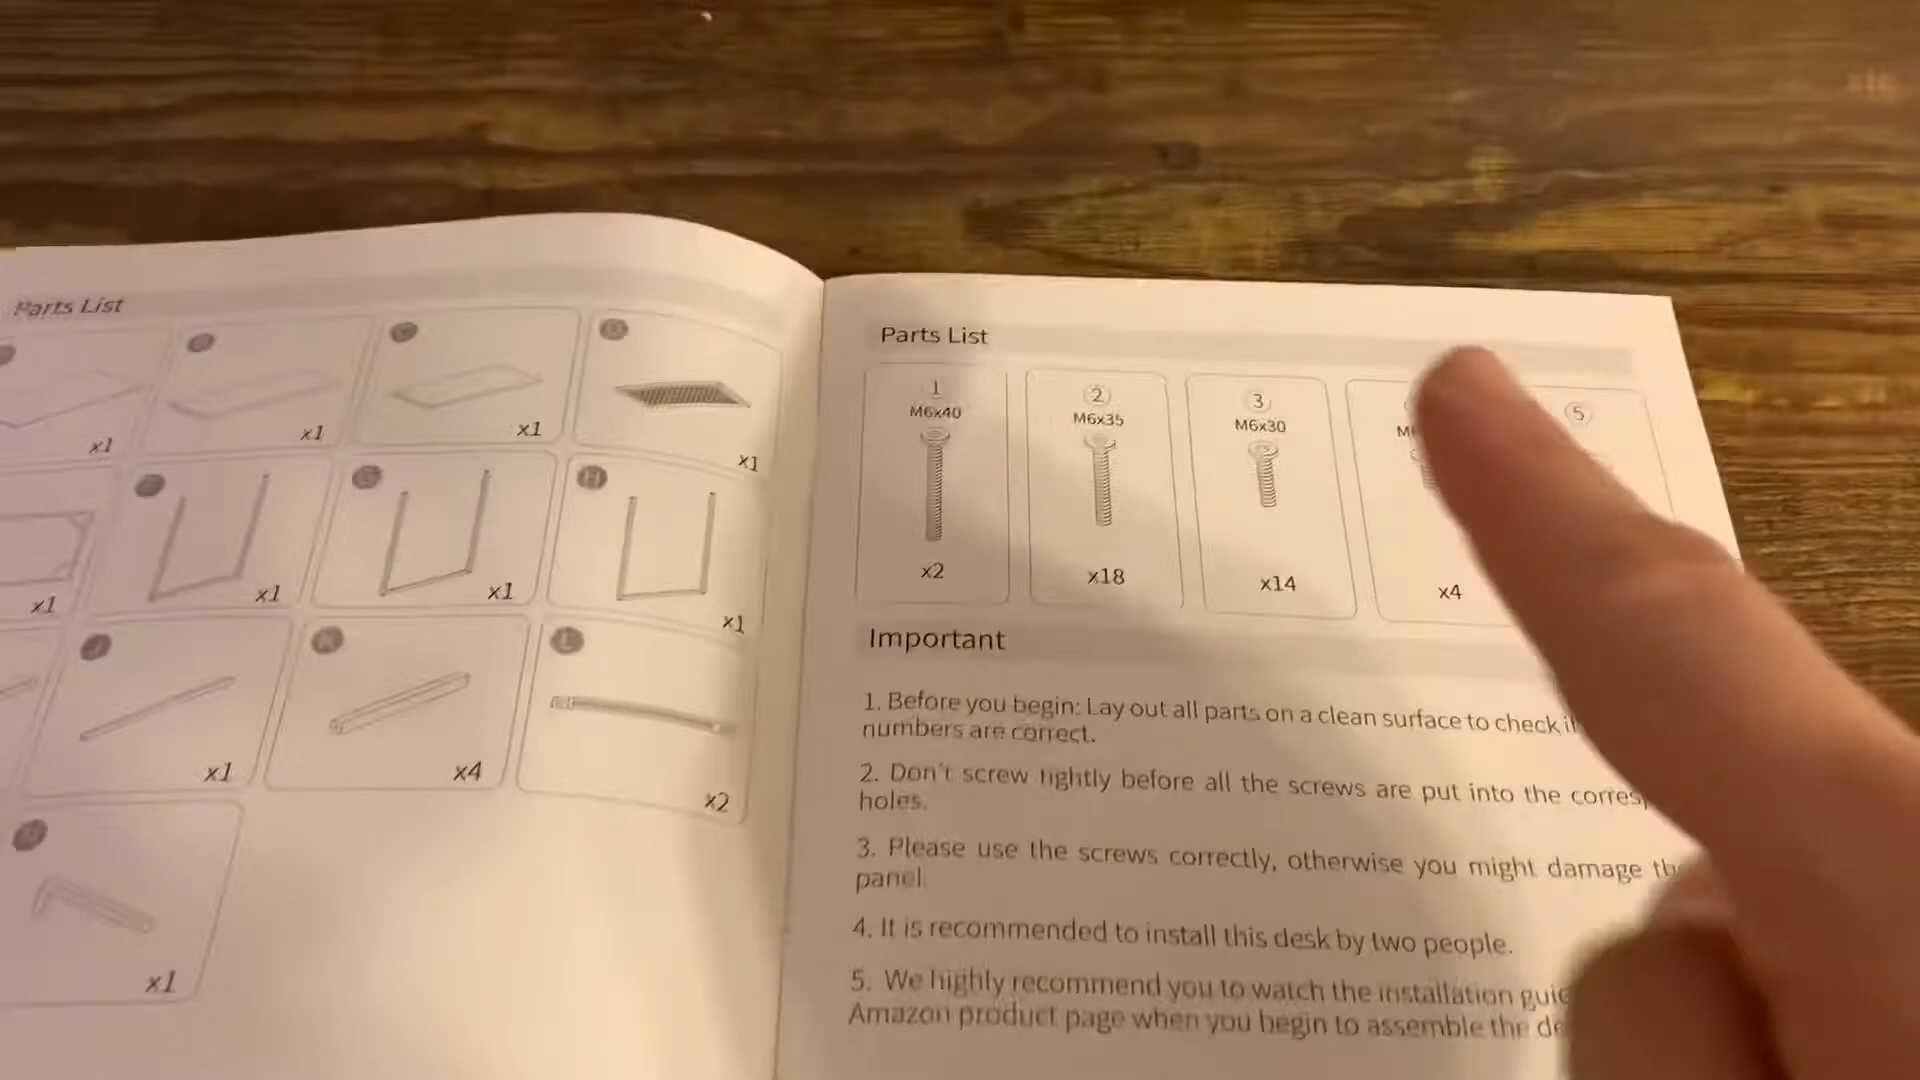 Parts List
B
C
D
x1
x1
x1
x1
G
H
x1
x1
x1
x1
J
K
L
x1
x4
x2
x1
Parts List
1
2
3
5
M6x40
M6x35
M6x30
x2
x18
x14
x4
Important
1. Before you begin: Lay out all parts on a clean surface to check
numbers are correct.
2. Don't screw tightly before all the screws are put into the
holes.
3. Please use the screws correctly, otherwise you might damage
panel.
4. It is recommended to install this desk by two people.
5. We highly recommend you to watch the installation
Amazon product page when you begin to assemble the